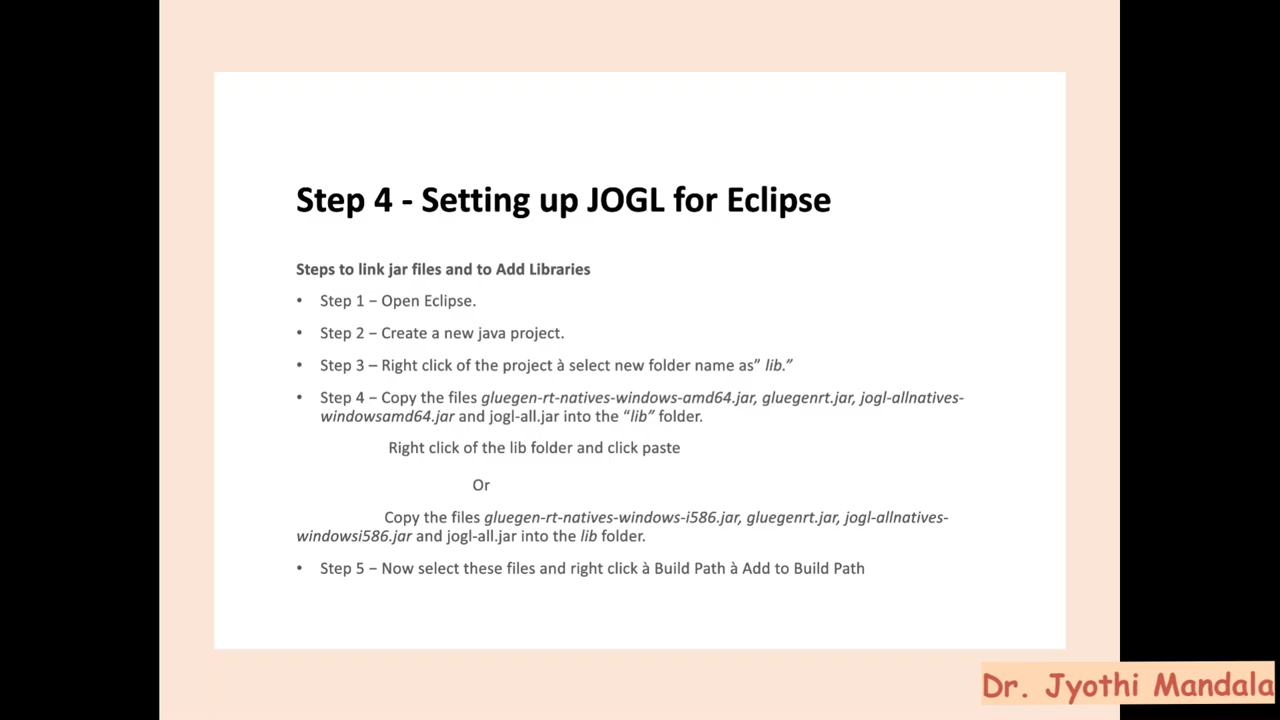 Step 4 - Setting up JOGL for Eclipse
Steps to link jar files and to Add Libraries
• Step 1 – Open Eclipse.
• Step 2 – Create a new java project.
• Step 3 – Right click of the project à select new folder name as” lib.”
• Step 4 – Copy the files gluegen-rt-natives-windows-amd64.jar, gluegenrt.jar, jogl-allnatives-
windowsamd64.jar and jogl-all.jar into the “lib” folder.
Right click of the lib folder and click paste
Or
Copy the files gluegen-rt-natives-windows-i586.jar, gluegenrt.jar, jogl-allnatives-
windowsi586.jar and jogl-all.jar into the lib folder.
• Step 5 – Now select these files and right click à Build Path à Add to Build Path
Dr. Jyothi Mandala